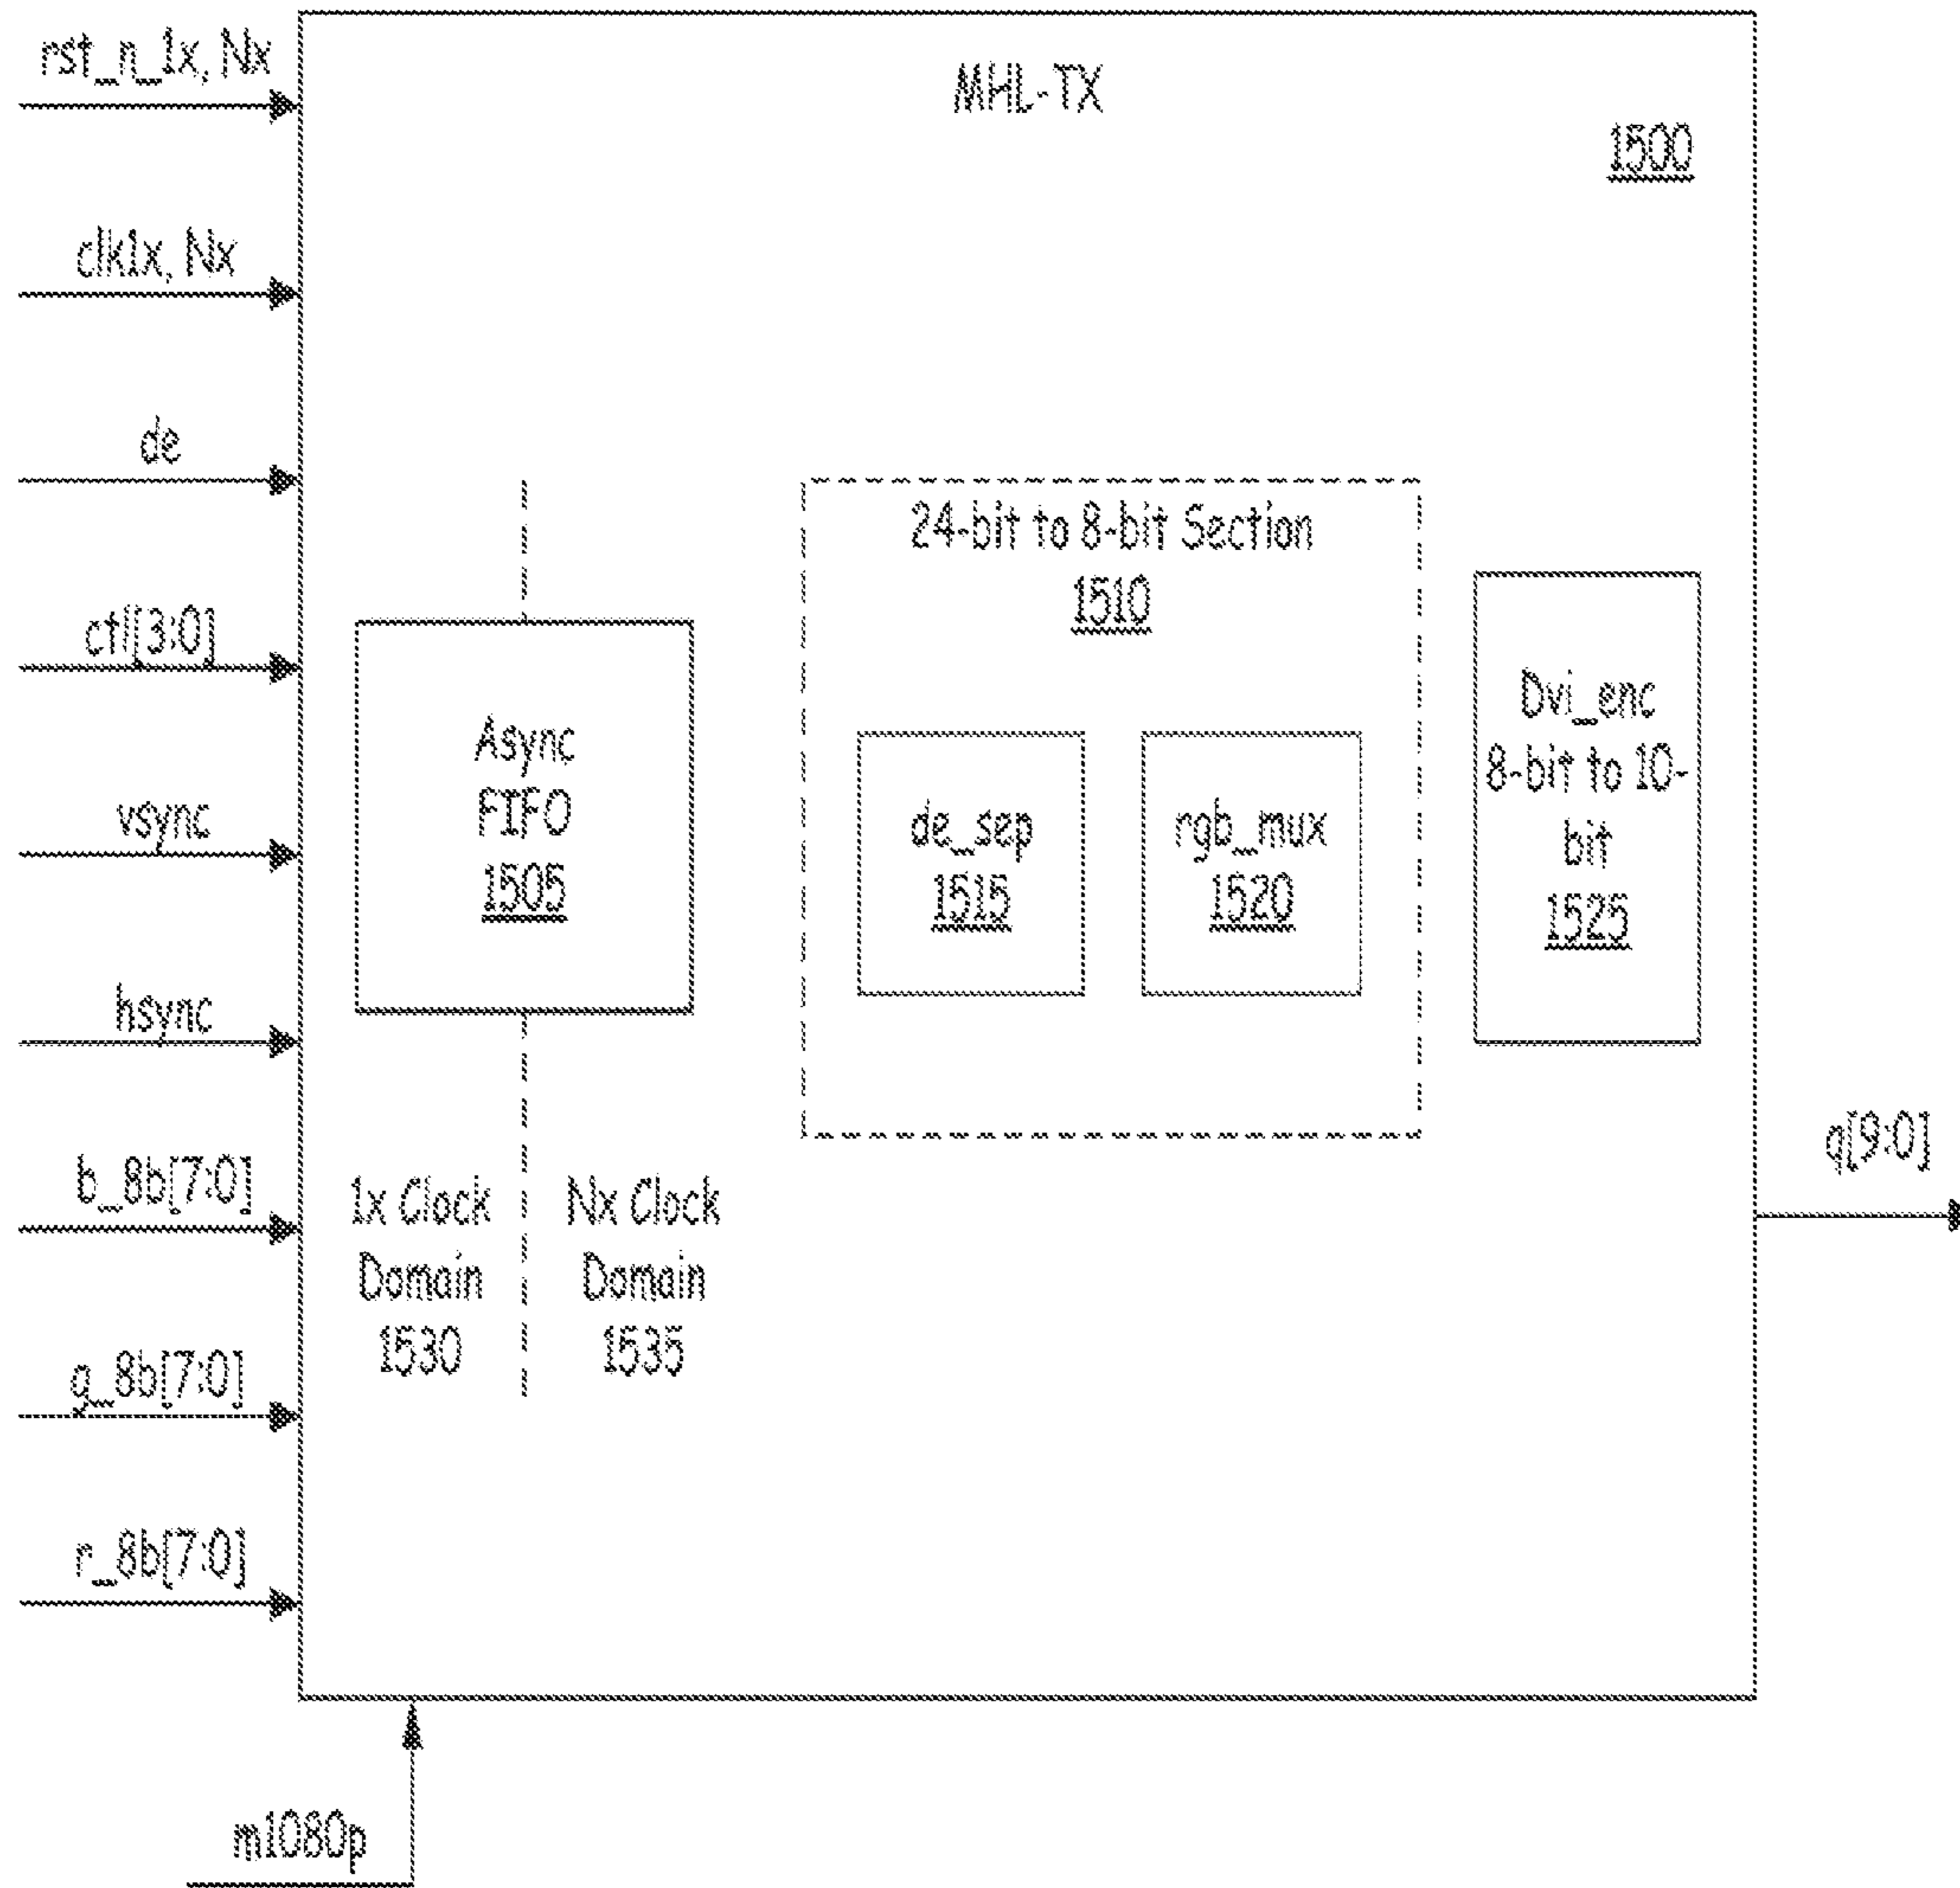 rst_n_1x, Nx
MHL-TX
1500
clk1x, Nx
de
ctl[3:0]
vsync
hsync
b_8b[7:0]
g_8b[7:0]
r_8b[7:0]
m1080p
Async
FIFO
1505
1x Clock
Domain
1530
Nx Clock
Domain
1535
24-bit to 8-bit Section
1510
de_sep
1515
rgb_mux
1520
Dvi_enc
8-bit to 10-
bit
1525
q[9:0]